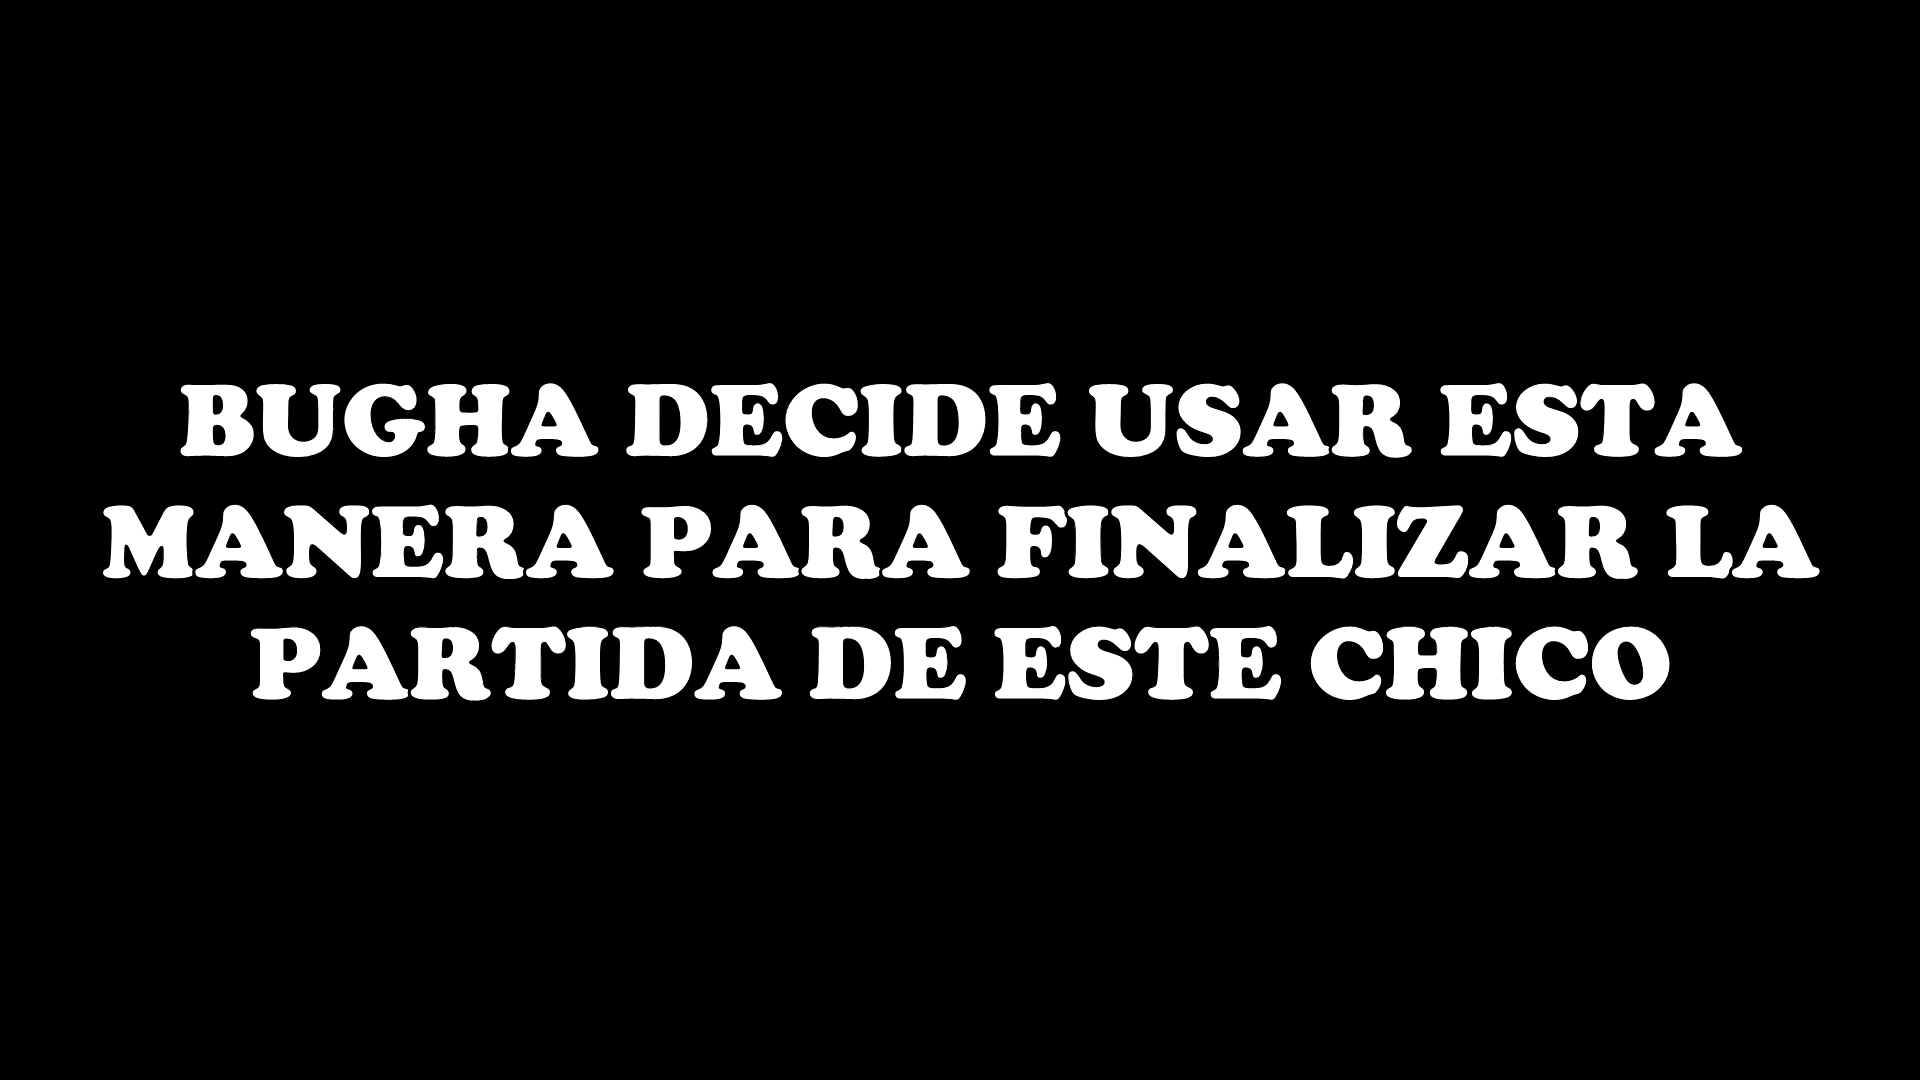 BUGHA DECIDE USAR ESTA
MANERA PARA FINALIZAR LA
PARTIDA DE ESTE CHICO